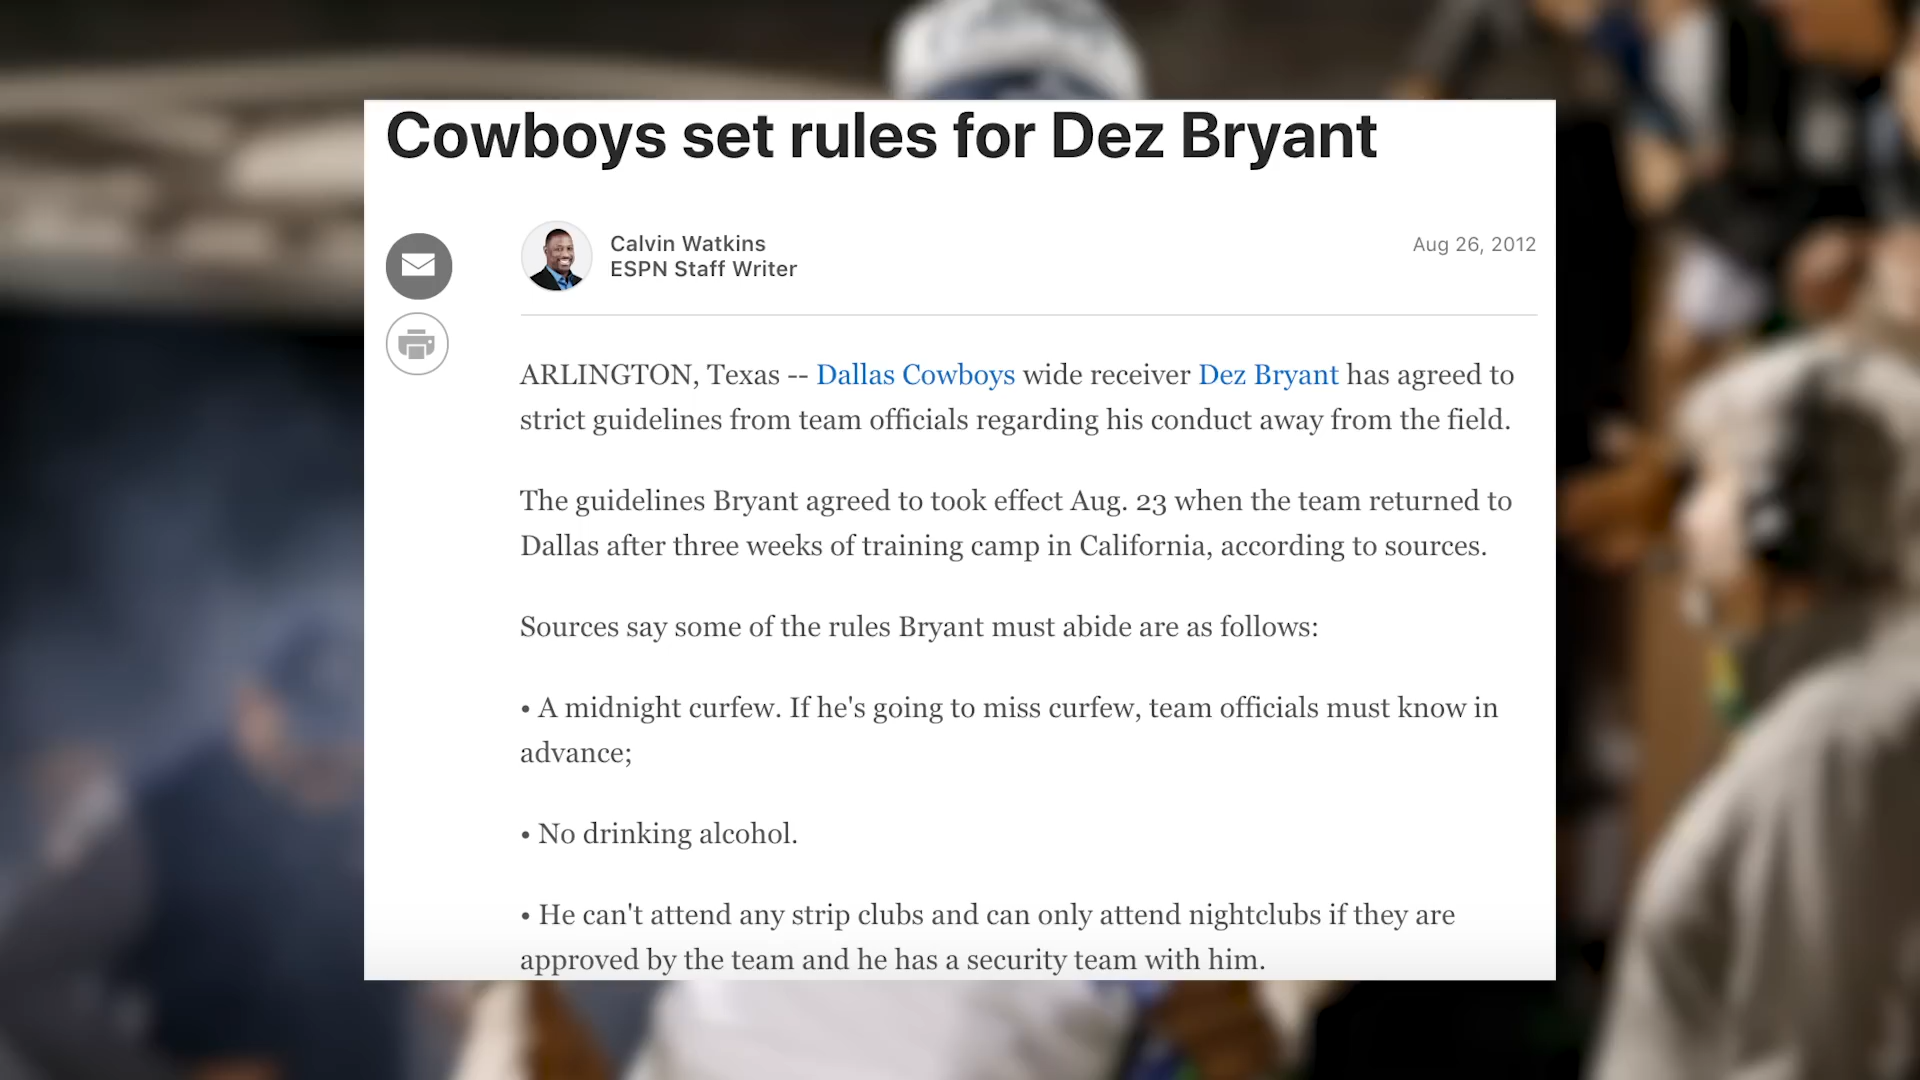 Cowboys set rules for Dez Bryant
Calvin Watkins
ESPN Staff Writer
Aug 26, 2012
ARLINGTON, Texas -- Dallas Cowboys wide receiver Dez Bryant has agreed to
strict guidelines from team officials regarding his conduct away from the field.
The guidelines Bryant agreed to took effect Aug. 23 when the team returned to
Dallas after three weeks of training camp in California, according to sources.
Sources say some of the rules Bryant must abide are as follows:
• A midnight curfew. If he's going to miss curfew, team officials must know in
advance;
• No drinking alcohol.
• He can't attend any strip clubs and can only attend nightclubs if they are
approved by the team and he has a security team with him.